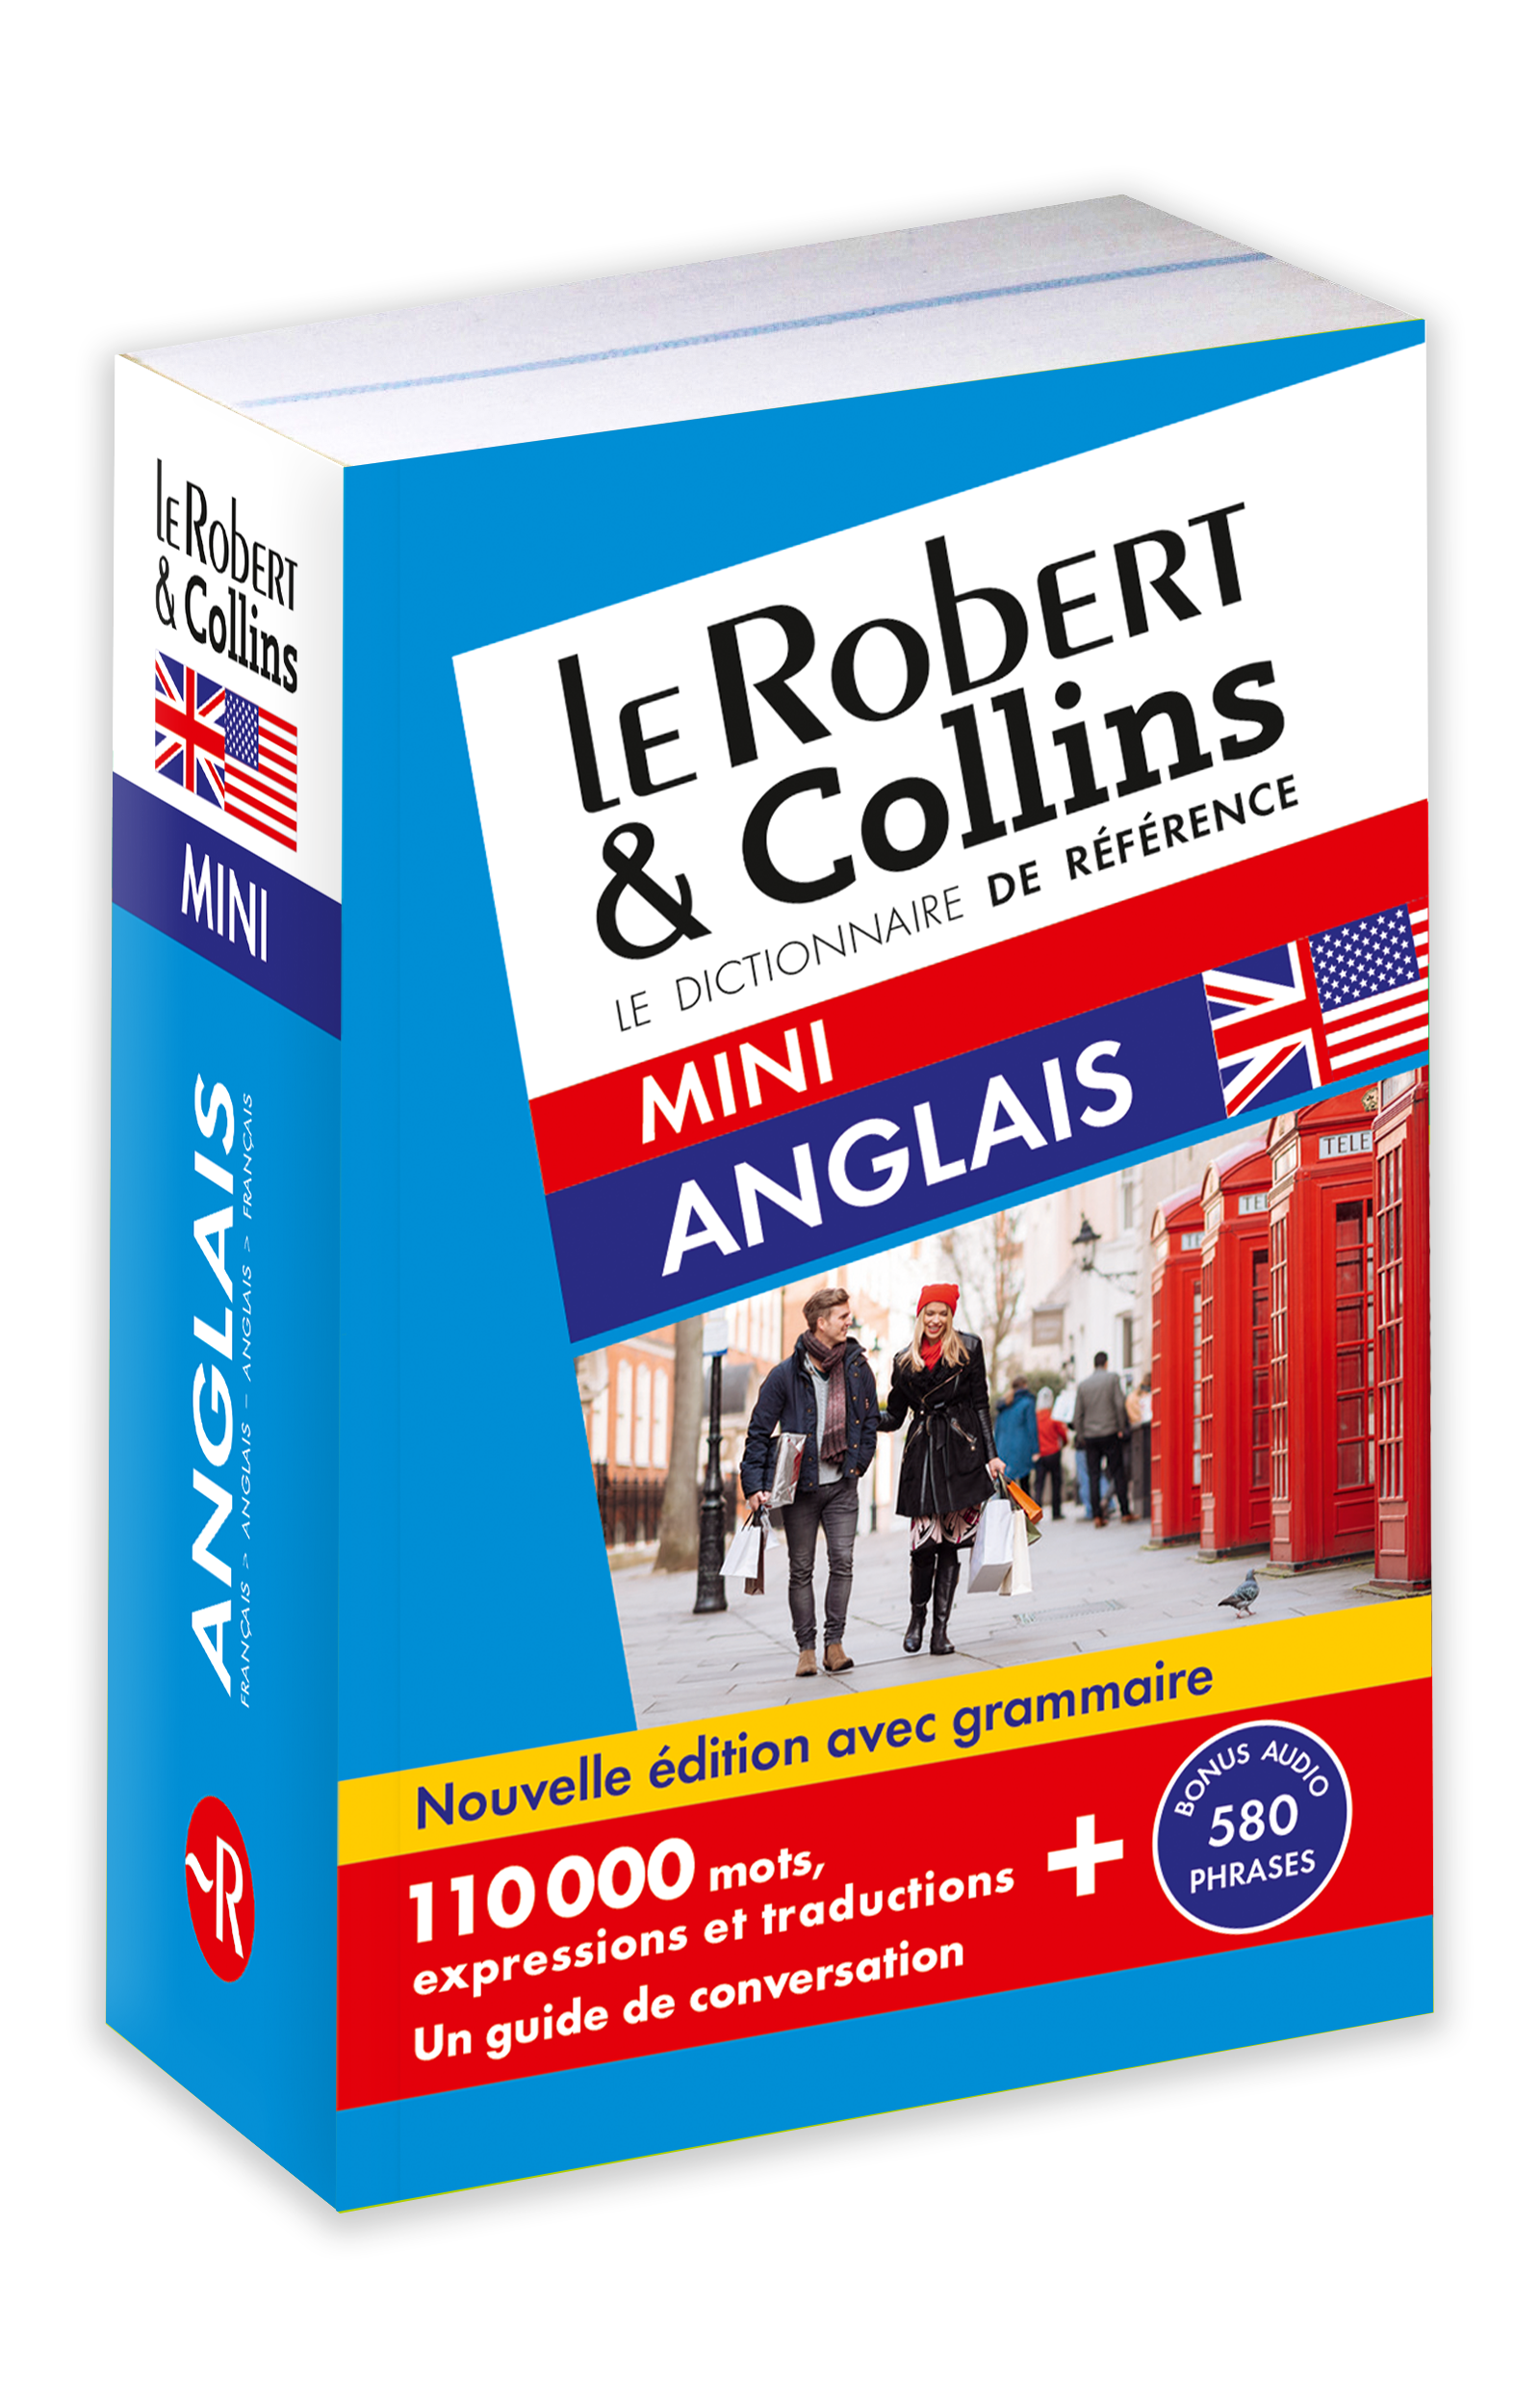 LE ROBERT
& Collins
MINI
ANGLAIS
FRANÇAIS > ANGLAIS – ANGLAIS > FRANÇAIS
R
LE ROBERT
& Collins
LE DICTIONNAIRE DE RÉFÉRENCE
MINI
ANGLAIS
TELE
TEL
Nouvelle édition avec grammaire
110 000 mots,
expressions et traductions
Un guide de conversation
+
BONUS AUDIO
580
PHRASES